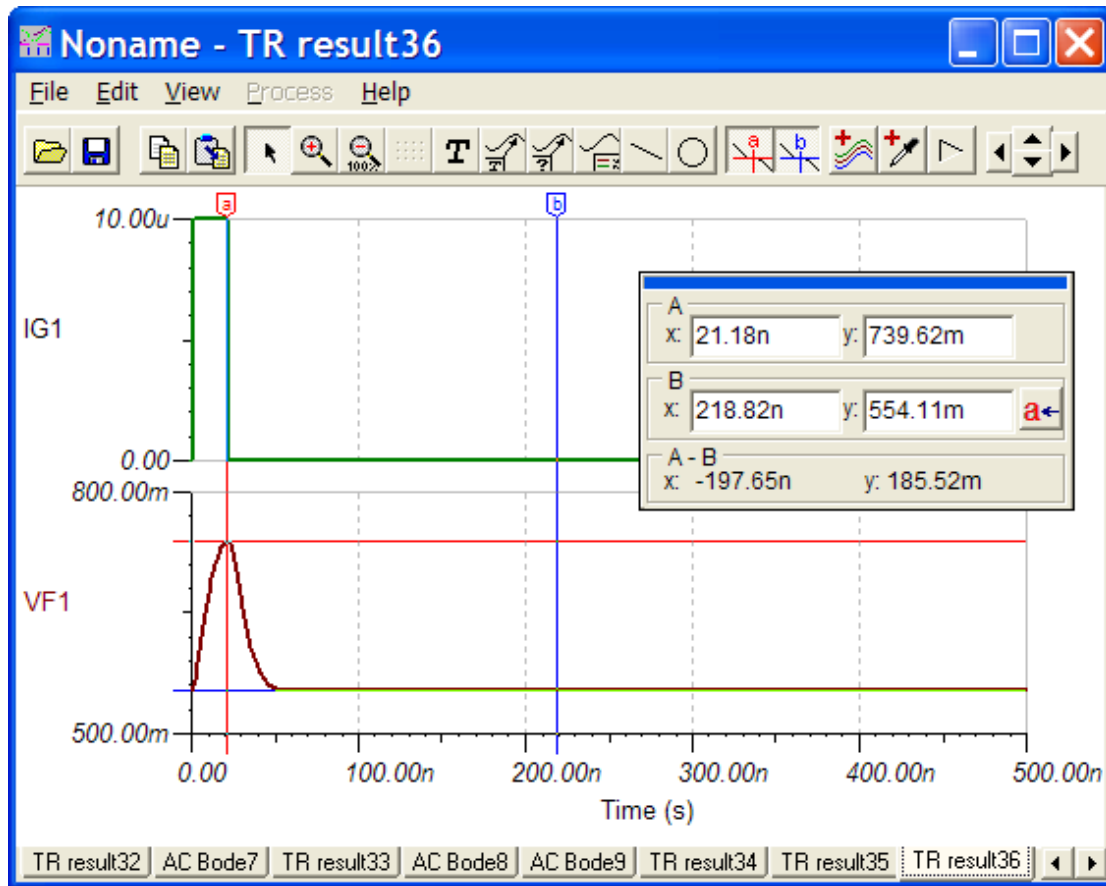 Noname - TR result36
File Edit View Process Help
100% T T ? a b
a b
10.00u
IG1
0.00
A
x: 21.18n y: 739.62m
B
x: 218.82n y: 554.11m a
A - B
x: -197.65n y: 185.52m
800.00m
VF1
500.00m
0.00 100.00n 200.00n 300.00n 400.00n 500.00n
Time (s)
TR result32 AC Bode7 TR result33 AC Bode8 AC Bode9 TR result34 TR result35 TR result36